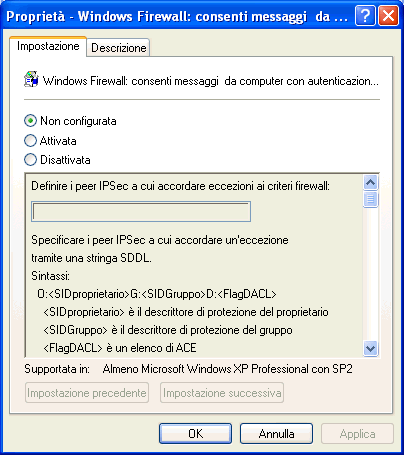 Proprietà - Windows Firewall: consenti messaggi da ...
Impostazione
Descrizione
Windows Firewall: consenti messaggi da computer con autenticazion...
Non configurata
Attivata
Disattivata
Definire i peer IPSec a cui accordare eccezioni ai criteri firewall:
Specificare i peer IPSec a cui accordare un'eccezione
tramite una stringa SDDL.
Sintassi:
O:<SIDproprietario>G:<SIDGruppo>D:<FlagDACL>
<SIDproprietario> è il descrittore di protezione del proprietario
<SIDGruppo> è il descrittore di protezione del gruppo
<FlagDACL> è un elenco di ACE
Supportata in: Almeno Microsoft Windows XP Professional con SP2
Impostazione precedente
Impostazione successiva
OK
Annulla
Applica